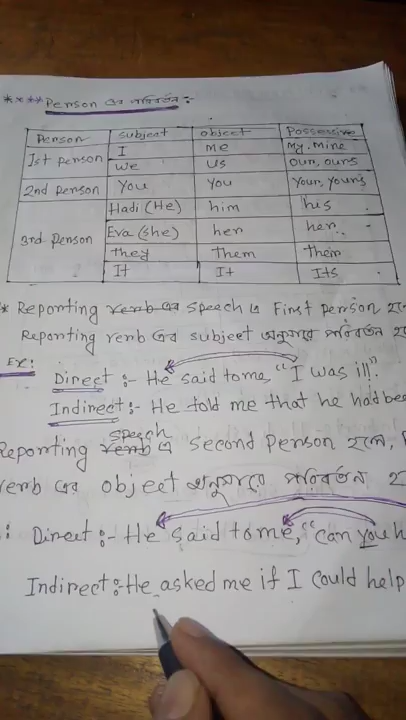 **** Person এর পরিবর্তন :-
Person subject object Possessive
1st person I me My, mine
we us our, ours
2nd person You You Your, yours
3rd person Hadi (He) him his
Eva (she) her her
they Them Their
It It Its
* Reporting speech এ First person হ
Reporting verb এর subject অনুসারে পরিবর্তন হ
Ex:
Direct :- He said to me, "I was ill."
Indirect :- He told me that he had bee
Reporting speech এ second person হলে,
verb এর object অনুসারে পরিবর্তন হ
: Direct :- He said to me, "can you h
Indirect :- He asked me if I could help